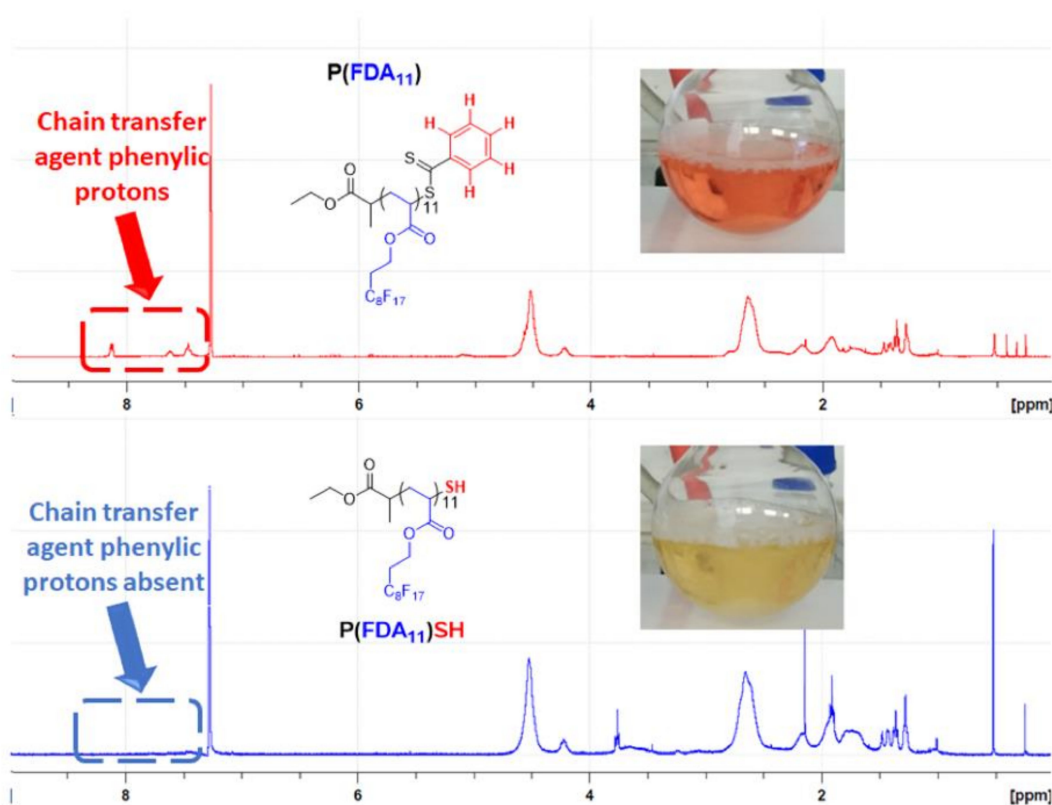 P(FDA11)
Chain transfer
agent phenylic
protons
H
H
H
H
H
S
S
O
O
11
O
O
C8F17
8
6
4
2
[ppm]
Chain transfer
agent phenylic
protons absent
O
O
SH
11
O
O
C8F17
P(FDA11)SH
8
6
4
2
[ppm]